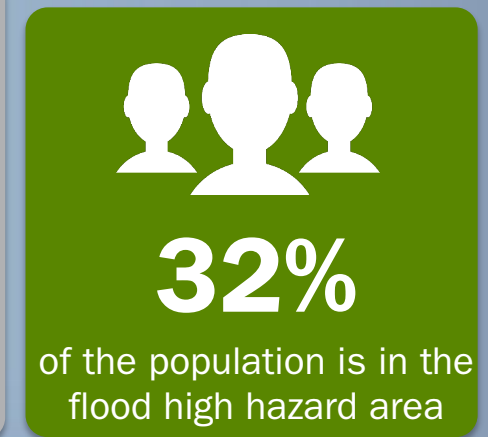 32%
of the population is in the
flood high hazard area